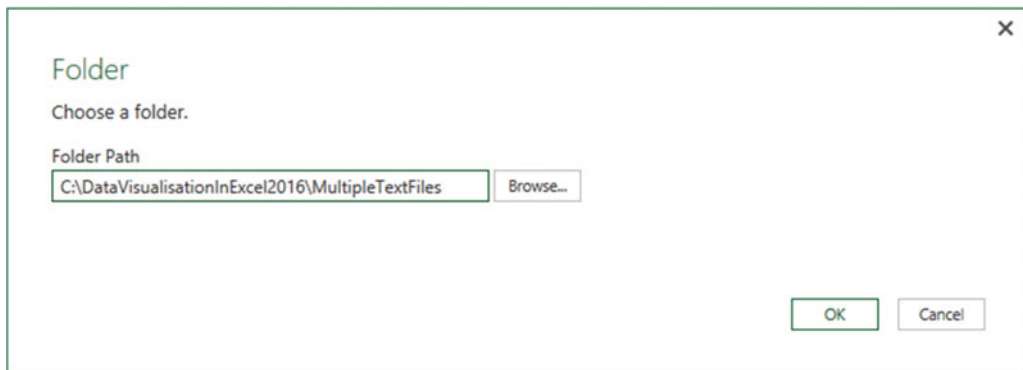 Folder
Choose a folder.
Folder Path
C:\DataVisualisationInExcel2016\MultipleTextFiles Browse...
OK Cancel